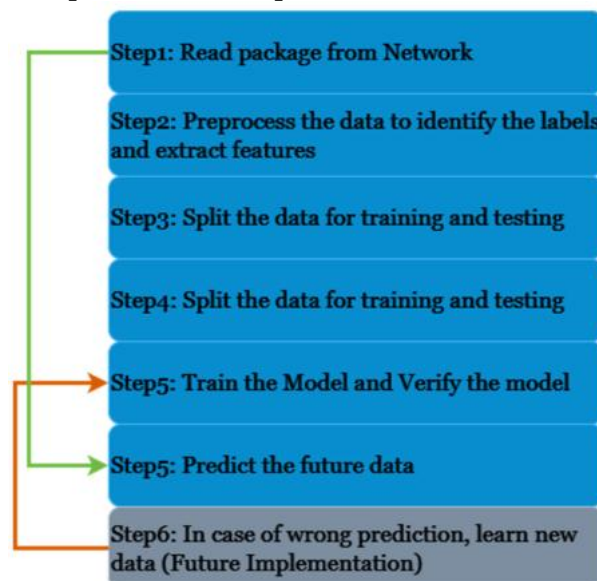 Step1: Read package from Network
Step2: Preprocess the data to identify the labels
and extract features
Step3: Split the data for training and testing
Step4: Split the data for training and testing
Step5: Train the Model and Verify the model
Step5: Predict the future data
Step6: In case of wrong prediction, learn new
data (Future Implementation)